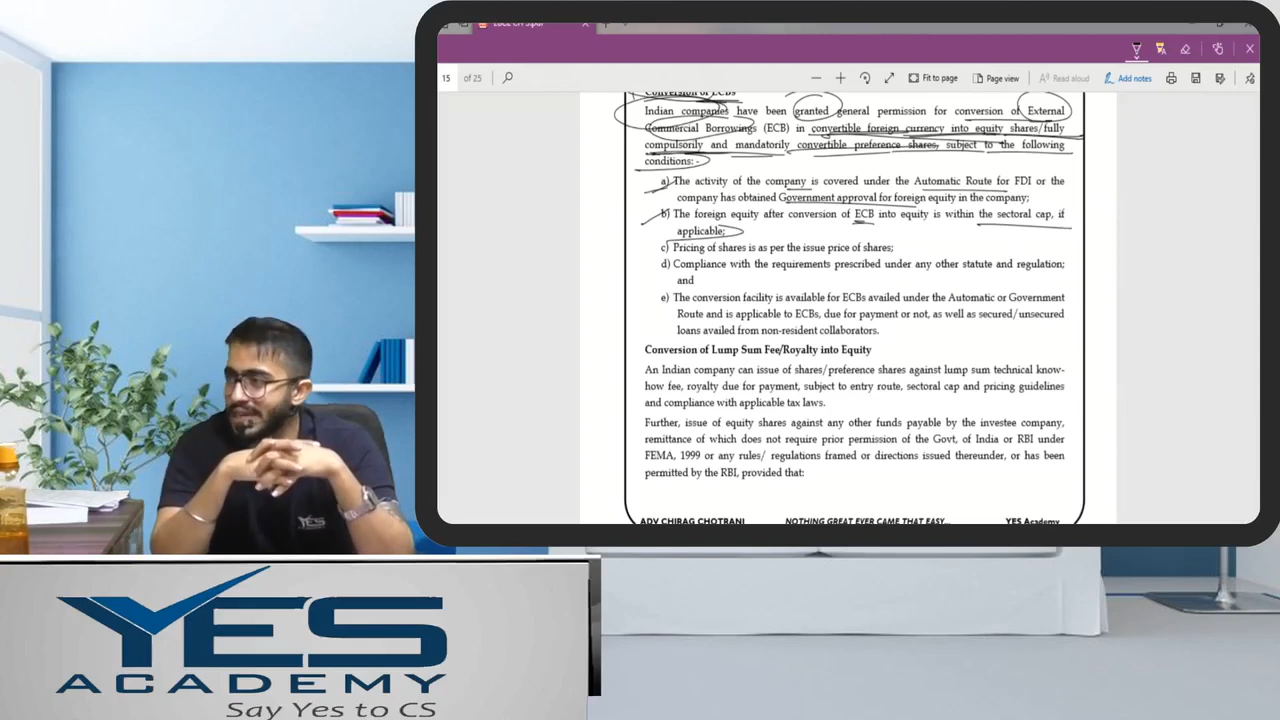 15 of 25
Fit to page
Page view
Read aloud
Add notes
Conversion of ECBs
Indian companies have been granted general permission for conversion of External
Commercial Borrowings (ECB) in convertible foreign currency into equity shares/fully
compulsorily and mandatorily convertible preference shares, subject to the following
conditions: -
a) The activity of the company is covered under the Automatic Route for FDI or the
company has obtained Government approval for foreign equity in the company;
b) The foreign equity after conversion of ECB into equity is within the sectoral cap, if
applicable;
c) Pricing of shares is as per the issue price of shares;
d) Compliance with the requirements prescribed under any other statute and regulation;
and
e) The conversion facility is available for ECBs availed under the Automatic or Government
Route and is applicable to ECBs, due for payment or not, as well as secured/unsecured
loans availed from non-resident collaborators.
Conversion of Lump Sum Fee/Royalty into Equity
An Indian company can issue of shares/preference shares against lump sum technical know-
how fee, royalty due for payment, subject to entry route, sectoral cap and pricing guidelines
and compliance with applicable tax laws.
Further, issue of equity shares against any other funds payable by the investee company,
remittance of which does not require prior permission of the Govt, of India or RBI under
FEMA, 1999 or any rules/ regulations framed or directions issued thereunder, or has been
permitted by the RBI, provided that:
ADV CHIRAG CHOTRANI NOTHING GREAT EVER CAME THAT EASY... YES Academy
YES
YES
ACADEMY
Say Yes to CS